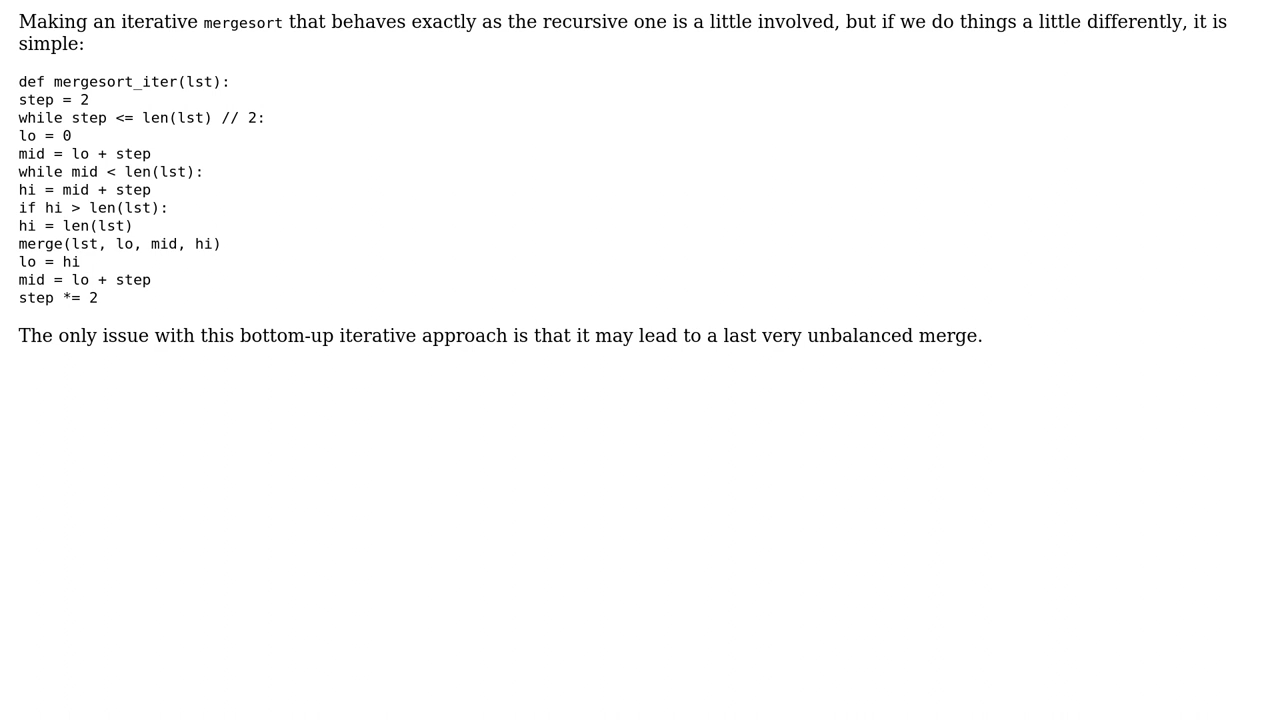 Making an iterative mergesort that behaves exactly as the recursive one is a little involved, but if we do things a little differently, it is
simple:
def mergesort_iter(lst):
step = 2
while step <= len(lst) // 2:
lo = 0
mid = lo + step
while mid < len(lst):
hi = mid + step
if hi > len(lst):
hi = len(lst)
merge(lst, lo, mid, hi)
lo = hi
mid = lo + step
step *= 2
The only issue with this bottom-up iterative approach is that it may lead to a last very unbalanced merge.